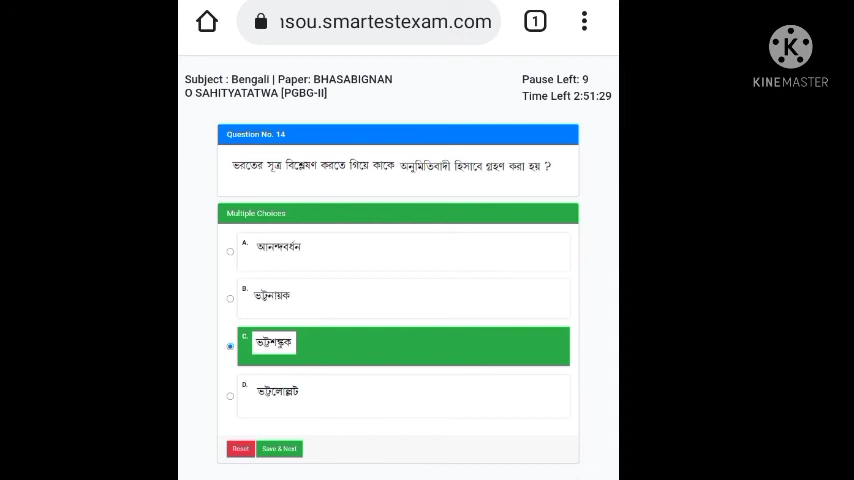 nsou.smartestexam.com
1
K
KINEMASTER
Subject : Bengali | Paper: BHASABIGNAN
O SAHITYATATWA [PGBG-II]
Pause Left: 9
Time Left 2:51:29
Question No. 14
ভরতের সূত্র বিশ্লেষণ করতে গিয়ে কাকে অনুমিতিবাদী হিসাবে গ্রহণ করা হয় ?
Multiple Choices
A. আনন্দবর্ধন
B. ভট্টনায়ক
C. ভট্টশঙ্কুক
D. ভট্টলোল্লট
Reset Save & Next